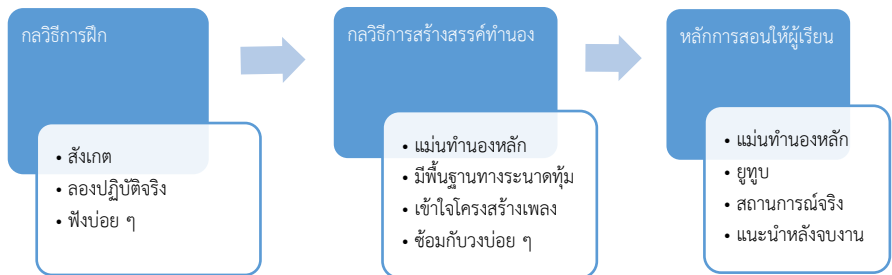 กลวิธีการฝึก
• สังเกต
• ลองปฏิบัติจริง
• ฟังบ่อย ๆ
กลวิธีการสร้างสรรค์ทำนอง
• แม่นทำนองหลัก
• มีพื้นฐานทางระนาดทุ้ม
• เข้าใจโครงสร้างเพลง
• ซ้อมกับวงบ่อย ๆ
หลักการสอนให้ผู้เรียน
• แม่นทำนองหลัก
• ยูทูบ
• สถานการณ์จริง
• แนะนำหลังจบงาน